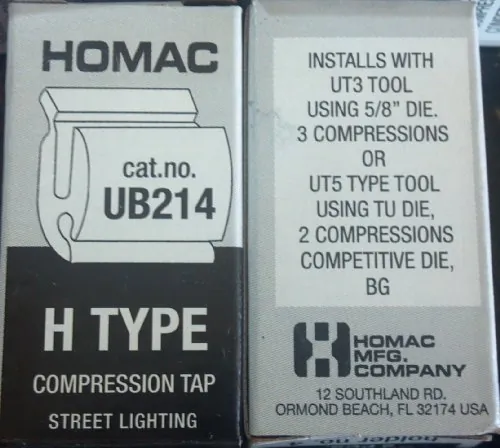 HOMAC
cat.no.
UB214
H TYPE
COMPRESSION TAP
STREET LIGHTING
INSTALLS WITH
UT3 TOOL
USING 5/8" DIE.
3 COMPRESSIONS
OR
UT5 TYPE TOOL
USING TU DIE,
2 COMPRESSIONS
COMPETITIVE DIE,
BG
HOMAC
MFG.
COMPANY
12 SOUTHLAND RD.
ORMOND BEACH, FL 32174 USA